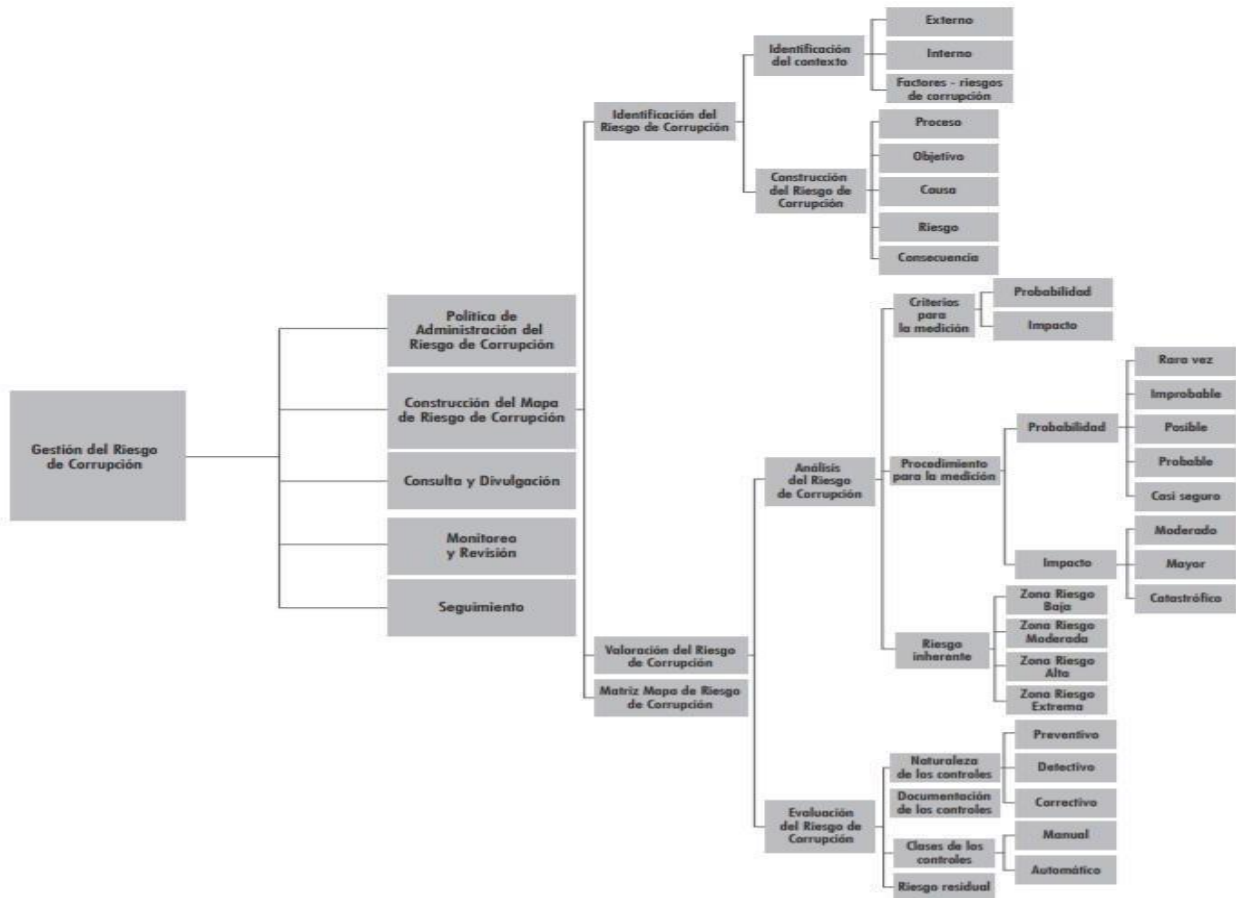 Gestión del Riesgo
de Corrupción
Política de
Administración del
Riesgo de Corrupción
Construcción del Mapa
de Riesgo de Corrupción
Consulta y Divulgación
Monitoreo
y Revisión
Seguimiento
Identificación del
Riesgo de Corrupción
Identificación
del contexto
Externo
Interno
Factores - riesgos
de corrupción
Construcción
del Riesgo de
Corrupción
Proceso
Objetivo
Causa
Riesgo
Consecuencia
Valoración del Riesgo
de Corrupción
Matriz Mapa de Riesgo
de Corrupción
Análisis
del Riesgo
de Corrupción
Criterios
para
la medición
Probabilidad
Impacto
Procedimiento
para la medición
Probabilidad
Rara vez
Improbable
Posible
Probable
Casi seguro
Impacto
Moderado
Mayor
Catastrófico
Riesgo
inherente
Zona Riesgo
Baja
Zona Riesgo
Moderada
Zona Riesgo
Alta
Zona Riesgo
Extrema
Evaluación
del Riesgo de
Corrupción
Naturaleza
de los controles
Preventivo
Detectivo
Correctivo
Documentación
de los controles
Clases de los
controles
Manual
Automático
Riesgo residual